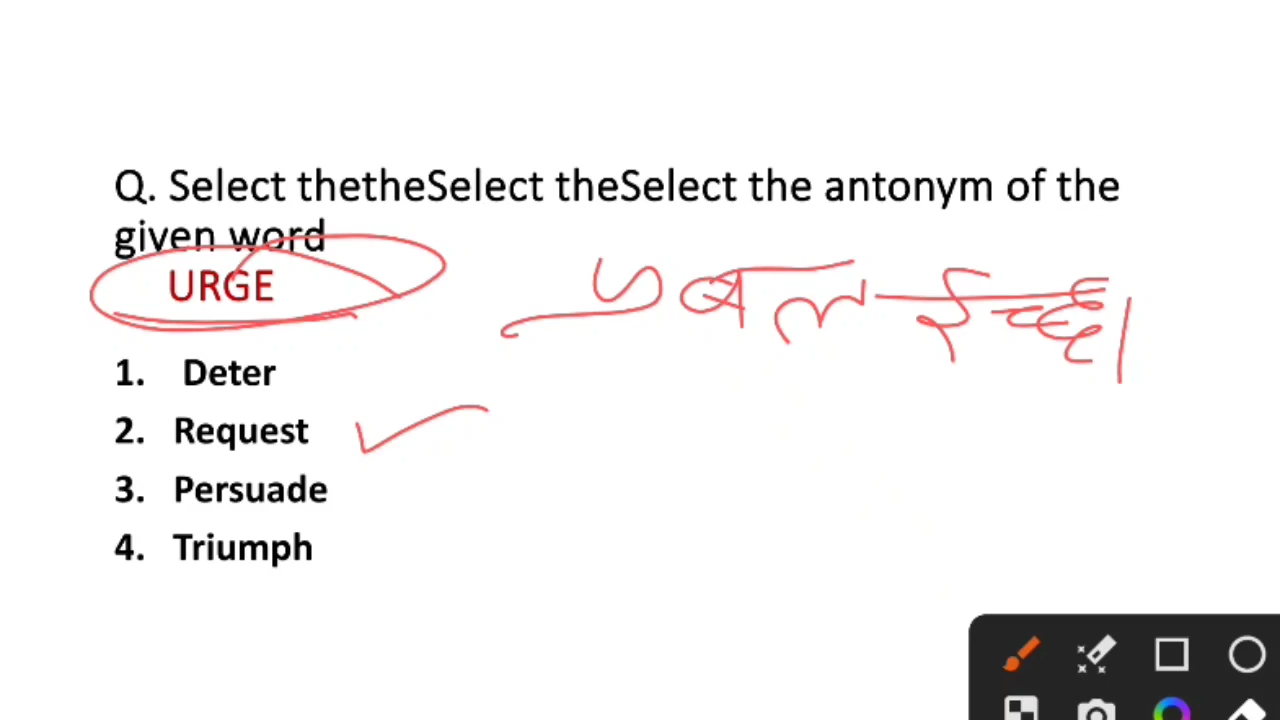 Q. Select thetheSelect theSelect the antonym of the
given word
URGE
1. Deter
2. Request
3. Persuade
4. Triumph